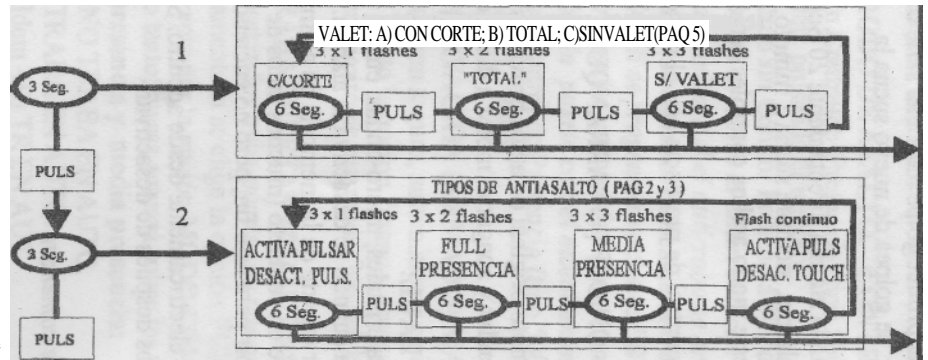 VALET: A) CON CORTE; B) TOTAL; C)SINVALET(PAQ 5)
1
3 x 1 flashes 3 x 2 flashes 3 x 3 flashes
C/CORTE "TOTAL" S/ VALET
3 Seg.
6 Seg. PULS 6 Seg. PULS 6 Seg. PULS
PULS
TIPOS DE ANTIASALTO ( PAG 2 y 3 )
2
3 x 1 flashes 3 x 2 flashes 3 x 3 flashes Flash continuo
3 Seg.
ACTIVA PULSAR FULL MEDIA ACTIVA PULS
DESACT. PULS. PRESENCIA PRESENCIA DESAC. TOUCH
6 Seg. PULS 6 Seg. PULS 6 Seg. PULS 6 Seg.
PULS